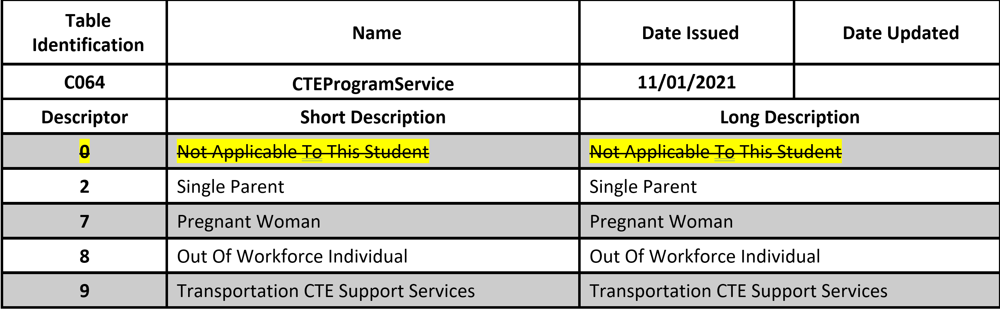 Table Identification Name Date Issued Date Updated
C064 CTEProgramService 11/01/2021
Descriptor Short Description Long Description
0 Not Applicable To This Student Not Applicable To This Student
2 Single Parent Single Parent
7 Pregnant Woman Pregnant Woman
8 Out Of Workforce Individual Out Of Workforce Individual
9 Transportation CTE Support Services Transportation CTE Support Services